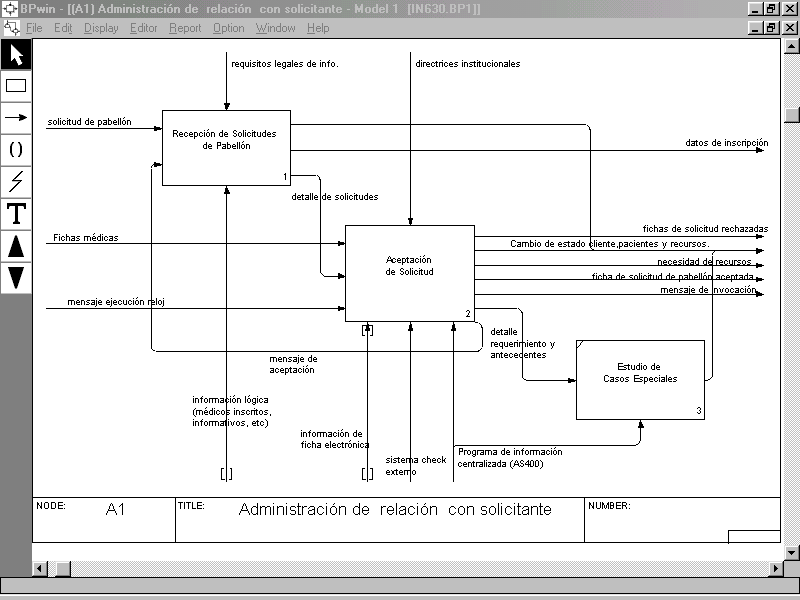 BPwin - [(A1) Administración de  relación  con solicitante - Model 1  [IN630.BP1]]
File Edit Display Editor Report Option Window Help
requisitos legales de info.
directrices institucionales
solicitud de pabellón
Recepción de Solicitudes
de Pabellón
1
datos de inscripción
detalle de solicitudes
fichas de solicitud rechazadas
Fichas médicas
Cambio de estado cliente,pacientes y recursos.
Aceptación
de Solicitud
2
necesidad de recursos
ficha de solicitud de pabellón aceptada
mensaje de invocación
mensaje ejecución reloj
detalle
requerimiento y
antecedentes
mensaje de
aceptación
Estudio de
Casos Especiales
3
información lógica
(médicos inscritos,
informativos, etc)
información de
ficha electrónica
sistema check
externo
Programa de información
centralizada (AS400)
NODE: A1
TITLE: Administración de  relación  con solicitante
NUMBER: